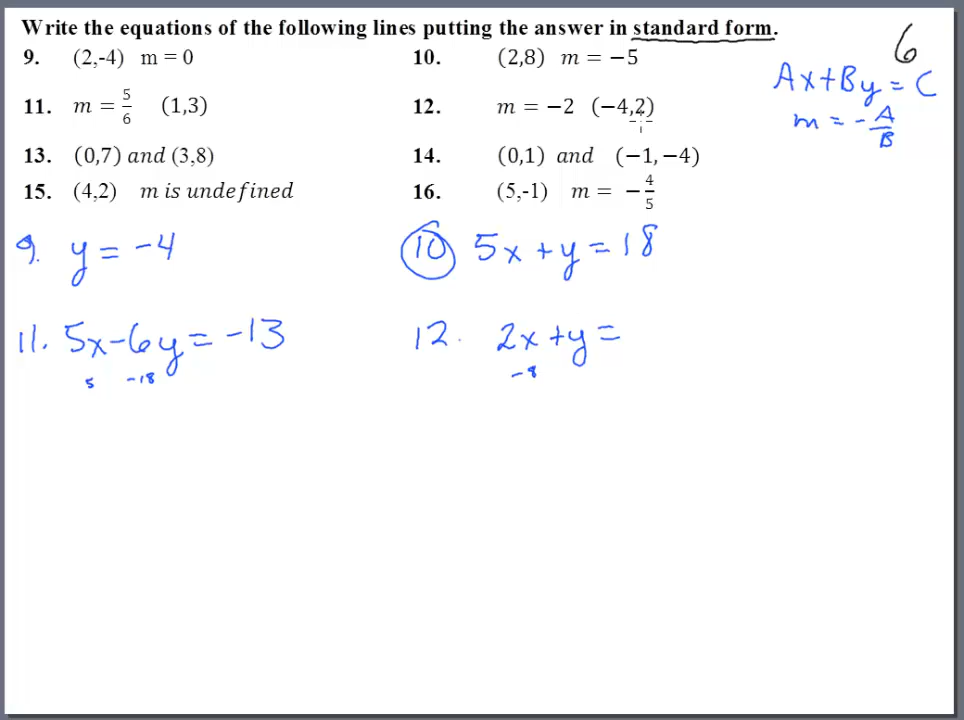 Write the equations of the following lines putting the answer in standard form.
6
9. (2,-4) m = 0 10. (2,8) m = −5
Ax+By = C
11. m = 5/6 (1,3) 12. m = −2 (−4,2)
m = -A/B
13. (0,7) and (3,8) 14. (0,1) and (−1,−4)
15. (4,2) m is undefined 16. (5,-1) m = −4/5
9. y = -4 10 5x + y = 18
11. 5x-6y = -13 12. 2x + y =
5 -18 -8